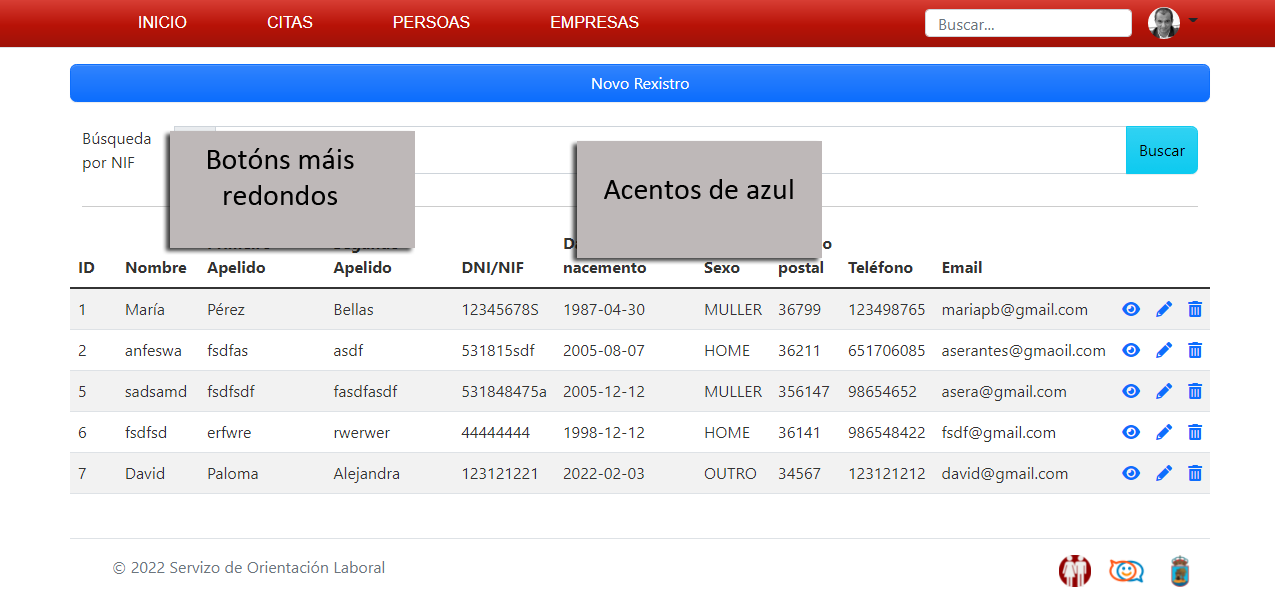 INICIO CITAS PERSOAS EMPRESAS Buscar...
Novo Rexistro
Búsqueda
por NIF
Buscar
Botóns máis
redondos
Acentos de azul
ID Nombre Apelido Apelido DNI/NIF nacemento Sexo postal Teléfono Email
1 María Pérez Bellas 12345678S 1987-04-30 MULLER 36799 123498765 mariapb@gmail.com
2 anfeswa fsdfas asdf 531815sdf 2005-08-07 HOME 36211 651706085 aserantes@gmaoil.com
5 sadsamd fsdfsdf fasdfasdf 531848475a 2005-12-12 MULLER 356147 98654652 asera@gmail.com
6 fsdfsd erfwre rwerwer 44444444 1998-12-12 HOME 36141 986548422 fsdf@gmail.com
7 David Paloma Alejandra 123121221 2022-02-03 OUTRO 34567 123121212 david@gmail.com
© 2022 Servizo de Orientación Laboral